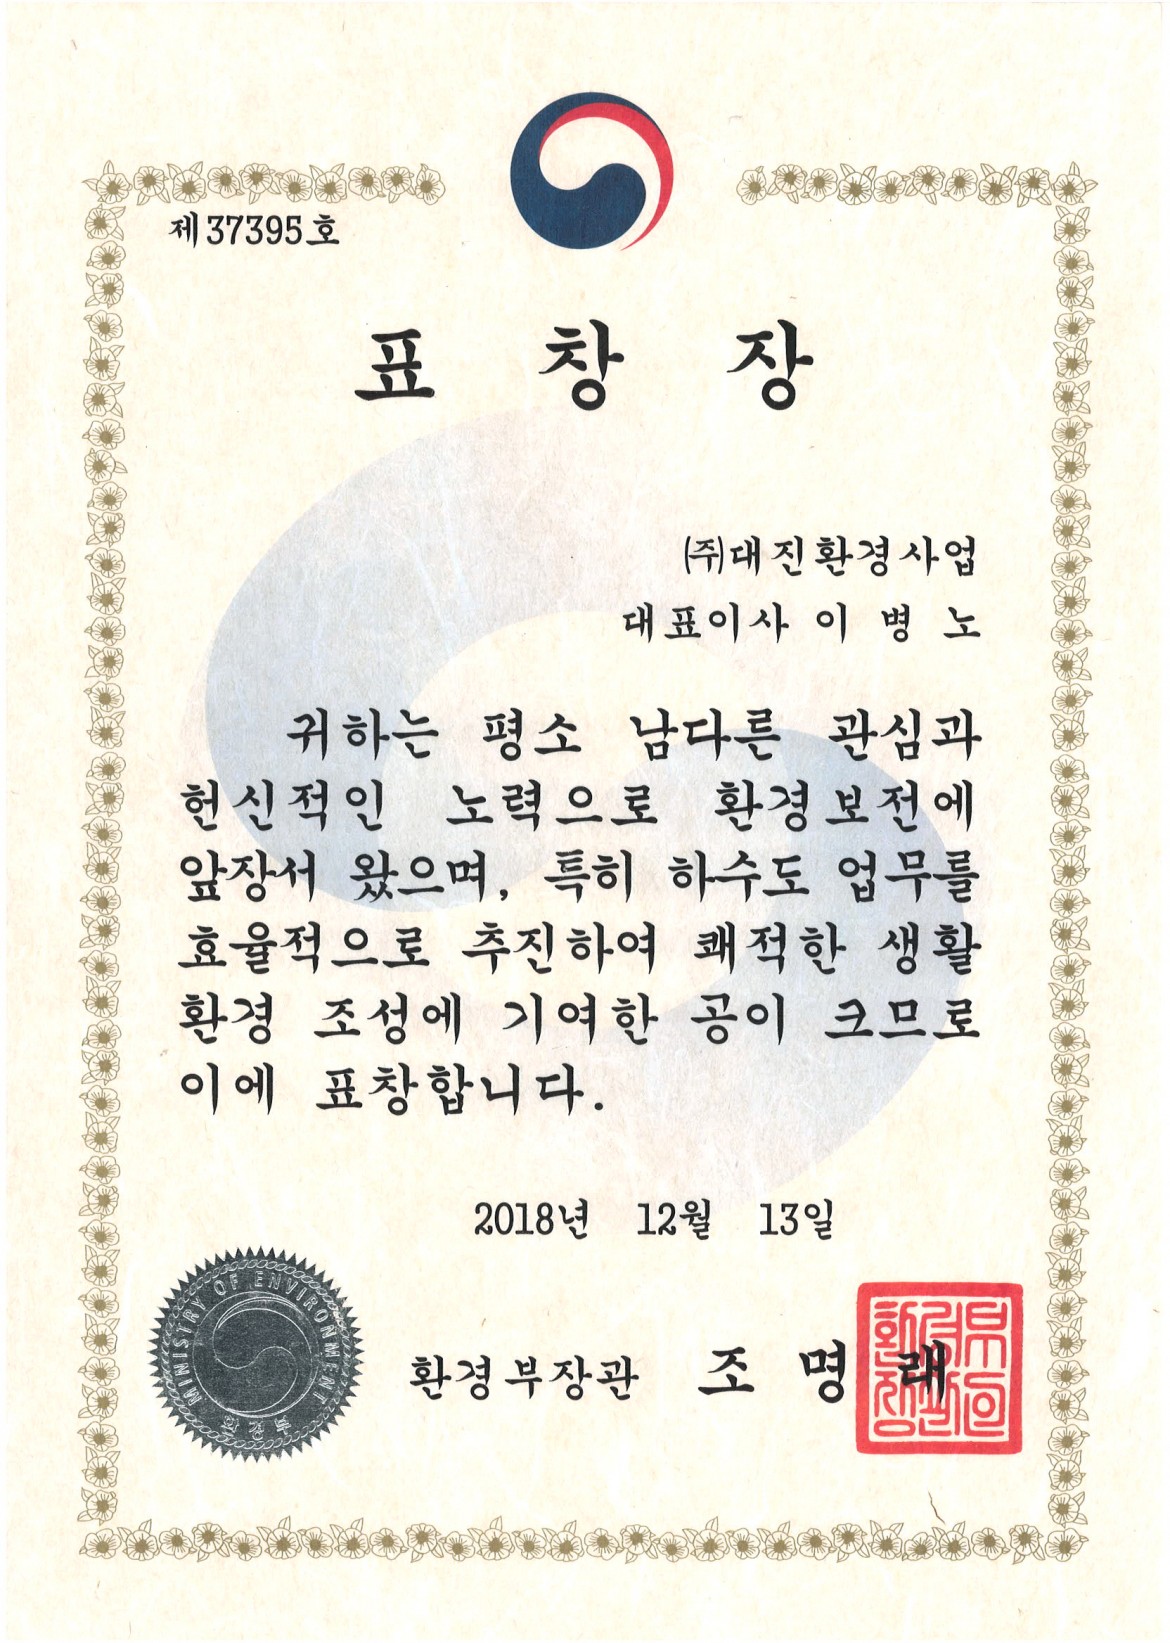 제37395호
표 창 장
㈜대진환경사업
대표이사 이 병 노
귀하는 평소 남다른 관심과
헌신적인 노력으로 환경보전에
앞장서 왔으며, 특히 하수도 업무를
효율적으로 추진하여 쾌적한 생활
환경 조성에 기여한 공이 크므로
이에 표창합니다.
2018년 12월 13일
MINISTRY OF ENVIRONMENT
환경부
환경부장관 조 명 래